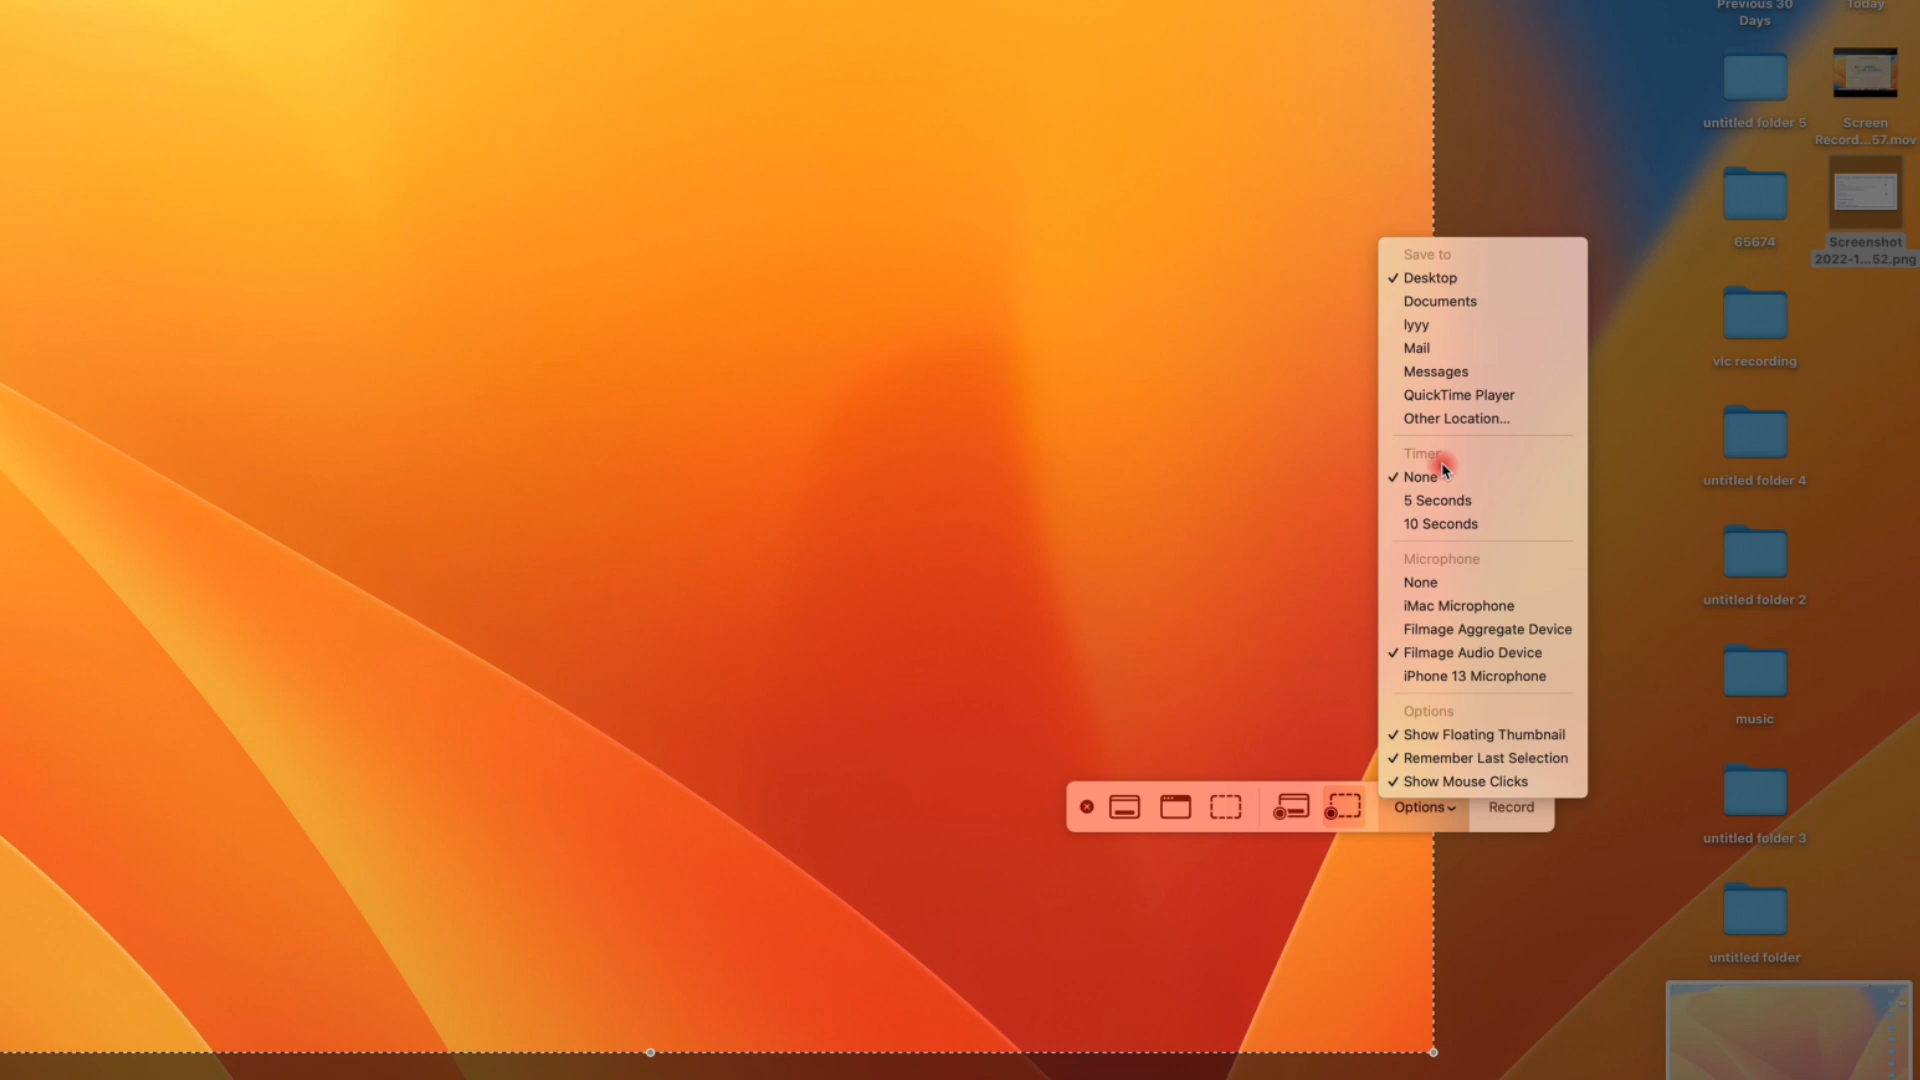 Previous 30
Days
Today
untitled folder 5
Screen
Record...57.mov
65674
Screenshot
2022-1...52.png
vlc recording
untitled folder 4
untitled folder 2
music
untitled folder 3
untitled folder
Save to
✓ Desktop
Documents
lyyy
Mail
Messages
QuickTime Player
Other Location...
Timer
✓ None
5 Seconds
10 Seconds
Microphone
None
iMac Microphone
Filmage Aggregate Device
✓ Filmage Audio Device
iPhone 13 Microphone
Options
✓ Show Floating Thumbnail
✓ Remember Last Selection
✓ Show Mouse Clicks
Options
Record